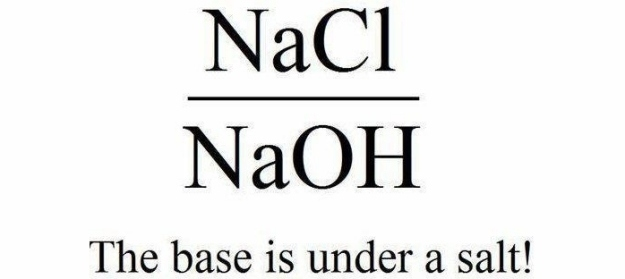 NaCl
NaOH
The base is under a salt!